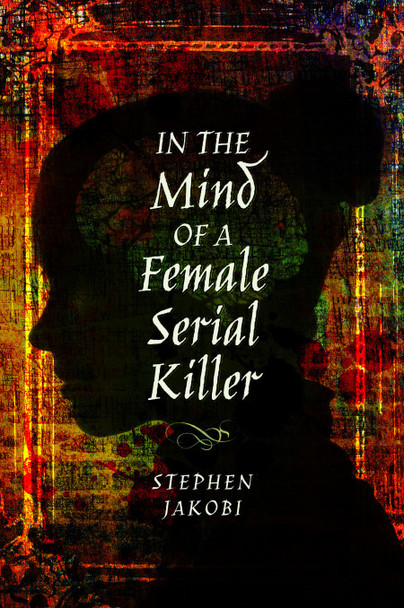 IN THE
Mind
OF A
Female
Serial
Killer
STEPHEN
JAKOBI